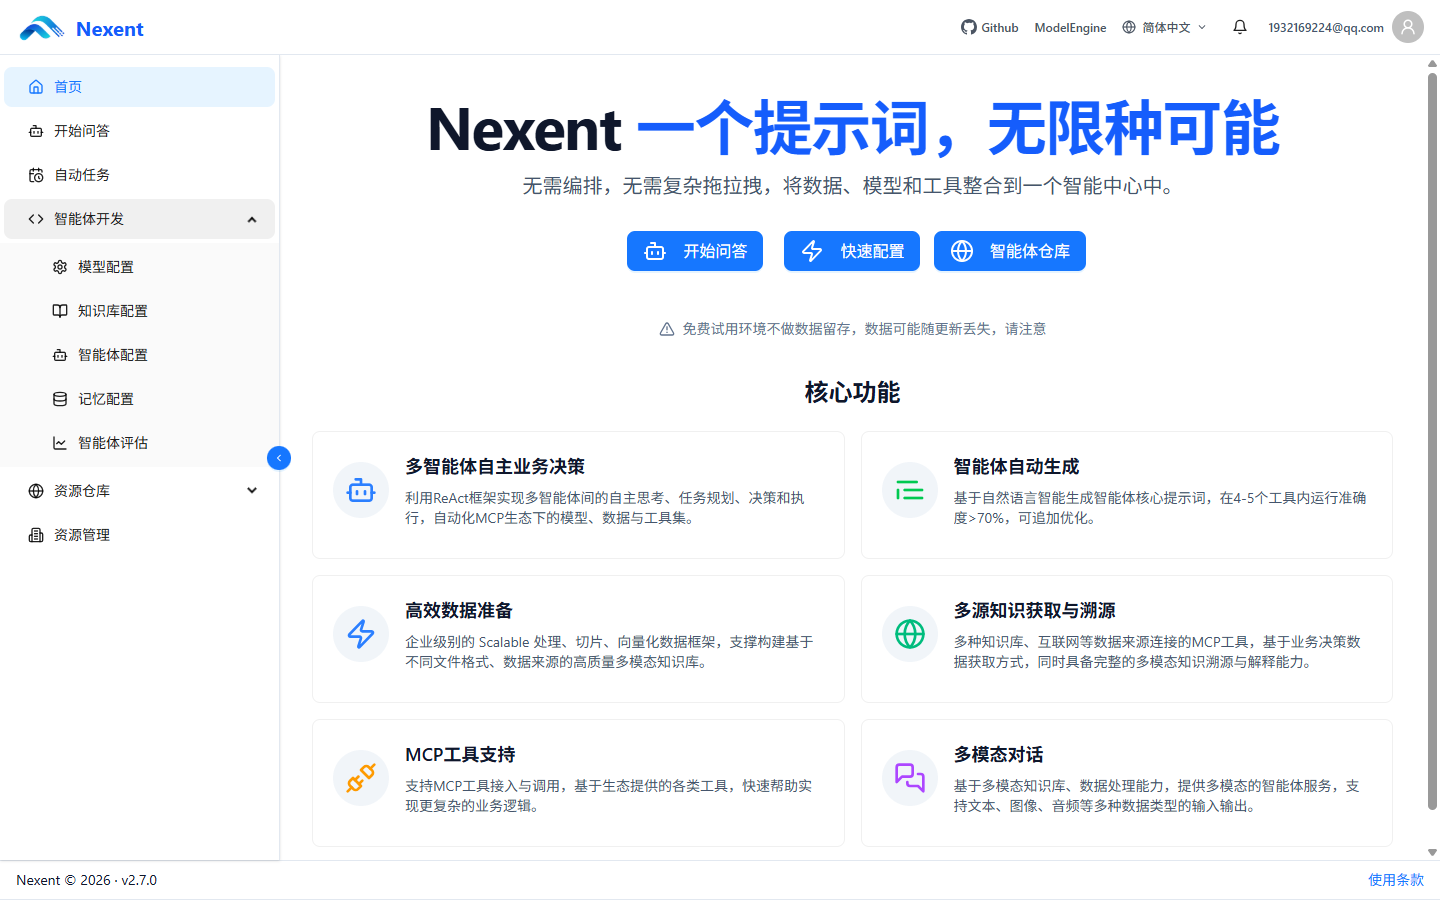 Nexent
Github
ModelEngine
简体中文
1932169224@qq.com
首页
开始问答
自动任务
智能体开发
模型配置
知识库配置
智能体配置
记忆配置
智能体评估
资源仓库
资源管理
Nexent 一个提示词，无限种可能
无需编排，无需复杂拖拉拽，将数据、模型和工具整合到一个智能中心中。
开始问答
快速配置
智能体仓库
免费试用环境不做数据留存，数据可能随更新丢失，请注意
核心功能
多智能体自主业务决策
利用ReAct框架实现多智能体间的自主思考、任务规划、决策和执
行，自动化MCP生态下的模型、数据与工具集。
智能体自动生成
基于自然语言智能生成智能体核心提示词，在4-5个工具内运行准确
度>70%，可追加优化。
高效数据准备
企业级别的 Scalable 处理、切片、向量化数据框架，支撑构建基于
不同文件格式、数据来源的高质量多模态知识库。
多源知识获取与溯源
多种知识库、互联网等数据来源连接的MCP工具，基于业务决策数
据获取方式，同时具备完整的多模态知识溯源与解释能力。
MCP工具支持
支持MCP工具接入与调用，基于生态提供的各类工具，快速帮助实
现更复杂的业务逻辑。
多模态对话
基于多模态知识库、数据处理能力，提供多模态的智能体服务，支
持文本、图像、音频等多种数据类型的输入输出。
Nexent © 2026 · v2.7.0
使用条款